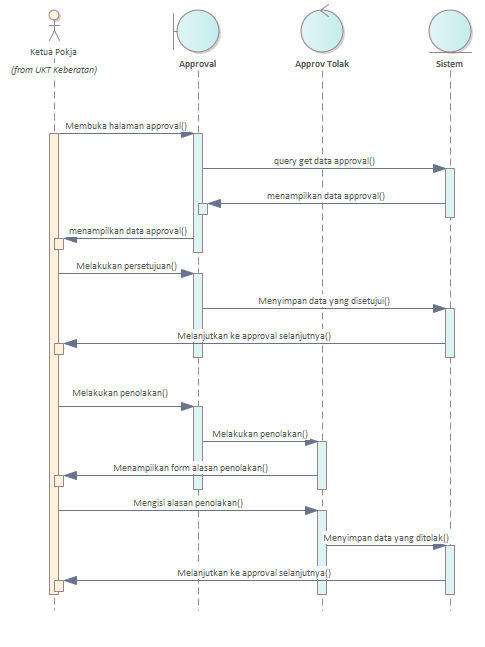 Ketua Pokja
(from UKT Keberatan)
Approval
Approv Tolak
Sistem
Membuka halaman approval()
query get data approval()
menampilkan data approval()
menampilkan data approval()
Melakukan persetujuan()
Menyimpan data yang disetujui()
Melanjutkan ke approval selanjutnya()
Melakukan penolakan()
Melakukan penolakan()
Menampilkan form alasan penolakan()
Mengisi alasan penolakan()
Menyimpan data yang ditolak()
Melanjutkan ke approval selanjutnya()